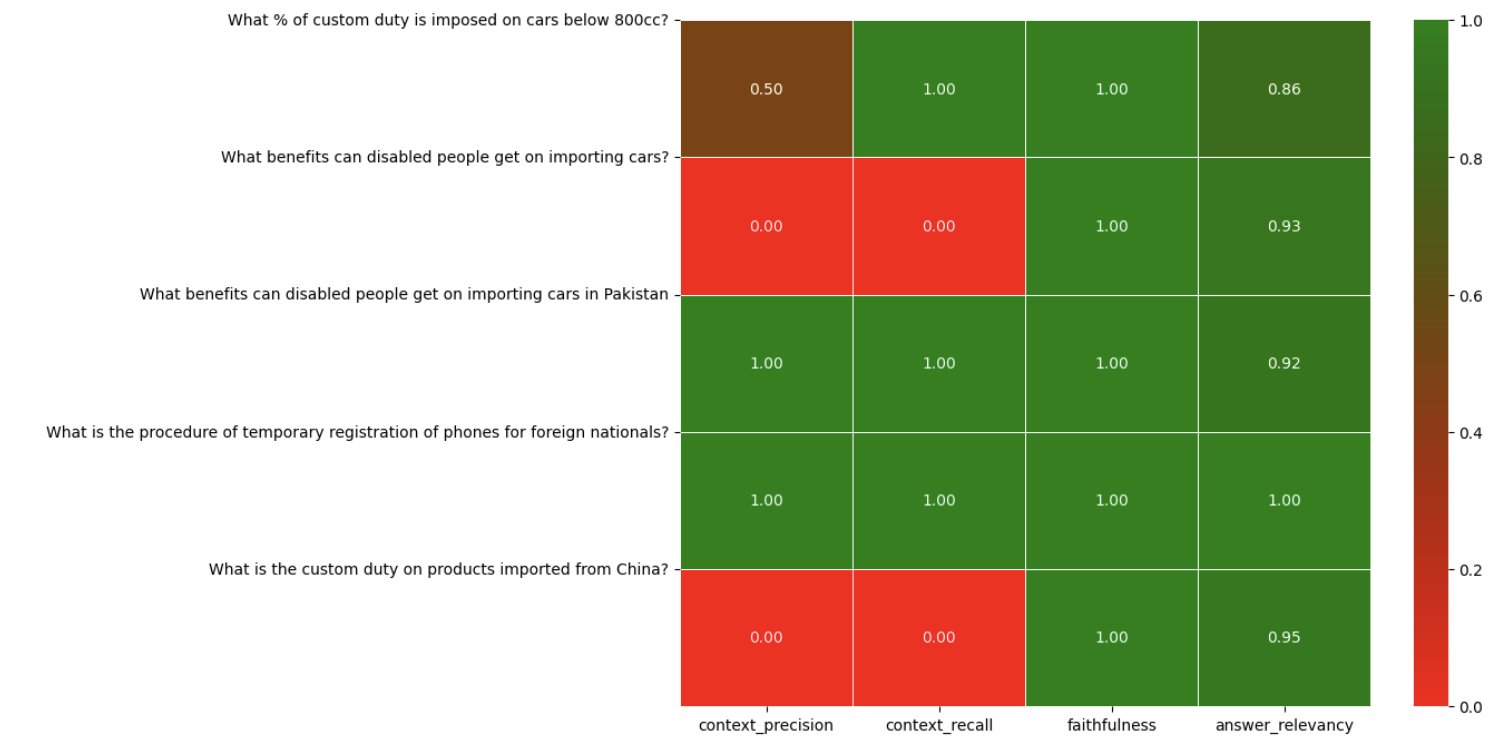 What % of custom duty is imposed on cars below 800cc?
1.0
0.50 1.00 1.00 0.86
What benefits can disabled people get on importing cars?
0.8
0.00 0.00 1.00 0.93
What benefits can disabled people get on importing cars in Pakistan
0.6
1.00 1.00 1.00 0.92
What is the procedure of temporary registration of phones for foreign nationals?
0.4
1.00 1.00 1.00 1.00
What is the custom duty on products imported from China?
0.2
0.00 0.00 1.00 0.95
0.0
context_precision context_recall faithfulness answer_relevancy